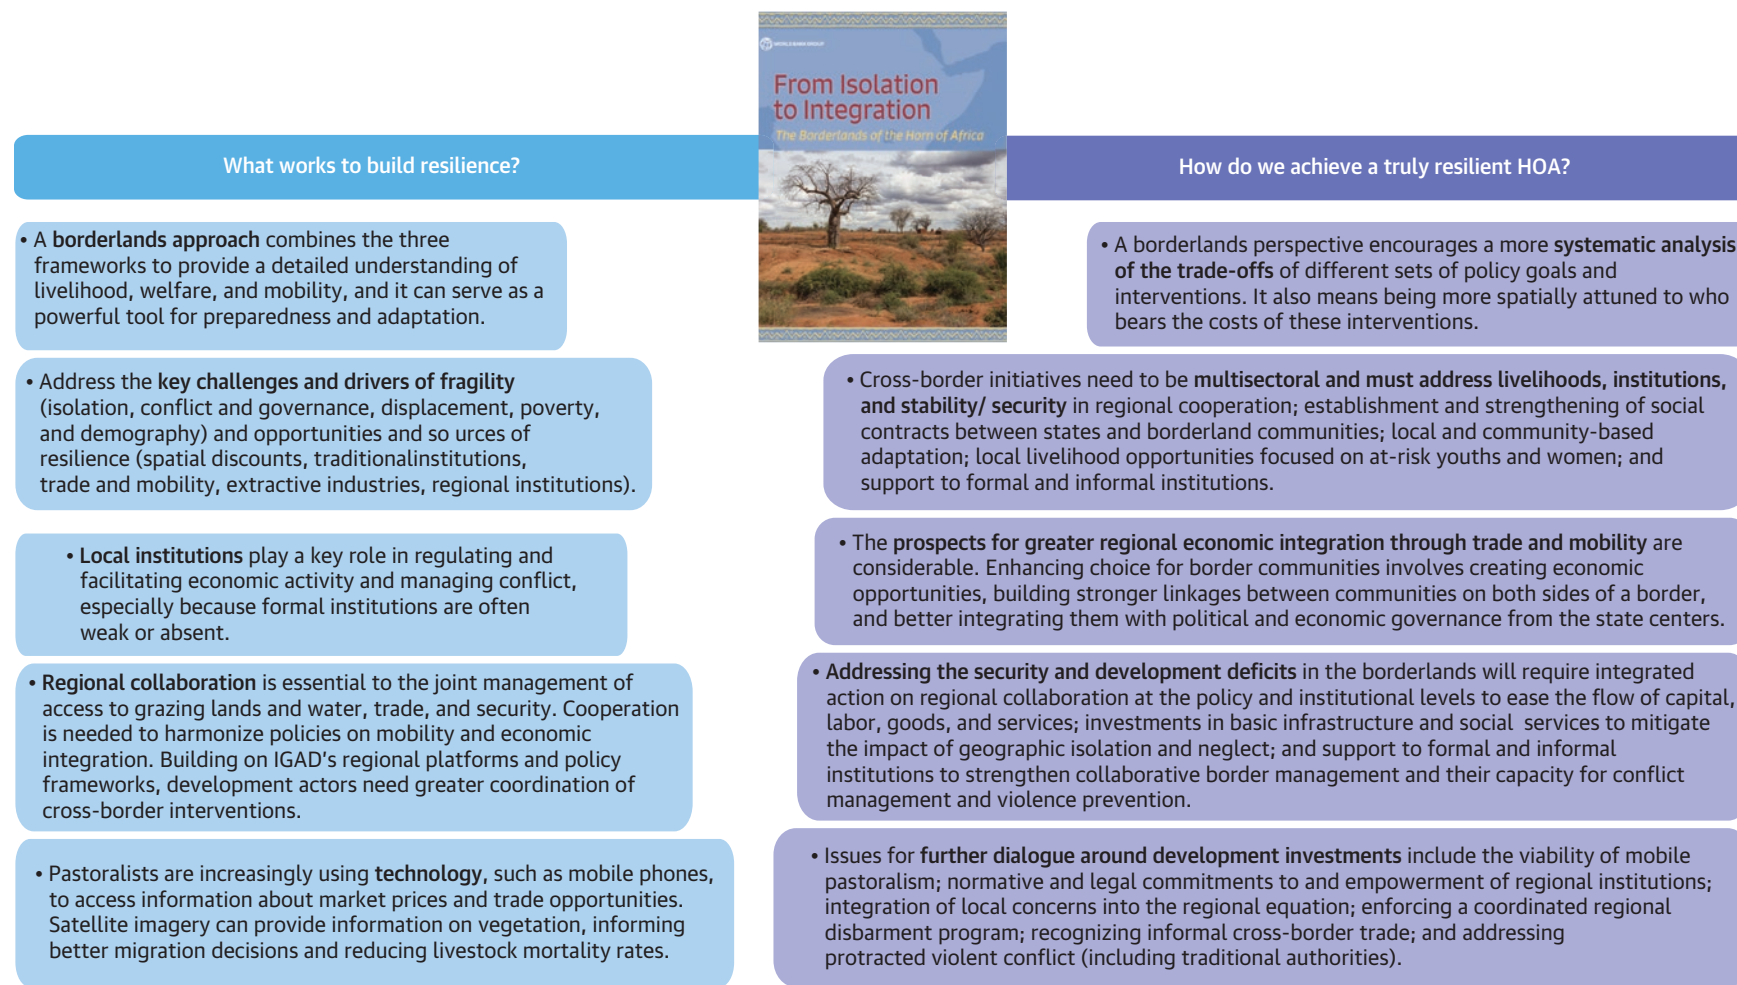 WORLD BANK GROUP
From Isolation
to Integration
The Borderlands of the Horn of Africa
What works to build resilience?
• A borderlands approach combines the three
frameworks to provide a detailed understanding of
livelihood, welfare, and mobility, and it can serve as a
powerful tool for preparedness and adaptation.
• Address the key challenges and drivers of fragility
(isolation, conflict and governance, displacement, poverty,
and demography) and opportunities and so urces of
resilience (spatial discounts, traditionalinstitutions,
trade and mobility, extractive industries, regional institutions).
• Local institutions play a key role in regulating and
facilitating economic activity and managing conflict,
especially because formal institutions are often
weak or absent.
• Regional collaboration is essential to the joint management of
access to grazing lands and water, trade, and security. Cooperation
is needed to harmonize policies on mobility and economic
integration. Building on IGAD's regional platforms and policy
frameworks, development actors need greater coordination of
cross-border interventions.
• Pastoralists are increasingly using technology, such as mobile phones,
to access information about market prices and trade opportunities.
Satellite imagery can provide information on vegetation, informing
better migration decisions and reducing livestock mortality rates.
How do we achieve a truly resilient HOA?
• A borderlands perspective encourages a more systematic analysis
of the trade-offs of different sets of policy goals and
interventions. It also means being more spatially attuned to who
bears the costs of these interventions.
• Cross-border initiatives need to be multisectoral and must address livelihoods, institutions,
and stability/ security in regional cooperation; establishment and strengthening of social
contracts between states and borderland communities; local and community-based
adaptation; local livelihood opportunities focused on at-risk youths and women; and
support to formal and informal institutions.
• The prospects for greater regional economic integration through trade and mobility are
considerable. Enhancing choice for border communities involves creating economic
opportunities, building stronger linkages between communities on both sides of a border,
and better integrating them with political and economic governance from the state centers.
• Addressing the security and development deficits in the borderlands will require integrated
action on regional collaboration at the policy and institutional levels to ease the flow of capital,
labor, goods, and services; investments in basic infrastructure and social services to mitigate
the impact of geographic isolation and neglect; and support to formal and informal
institutions to strengthen collaborative border management and their capacity for conflict
management and violence prevention.
• Issues for further dialogue around development investments include the viability of mobile
pastoralism; normative and legal commitments to and empowerment of regional institutions;
integration of local concerns into the regional equation; enforcing a coordinated regional
disbarment program; recognizing informal cross-border trade; and addressing
protracted violent conflict (including traditional authorities).